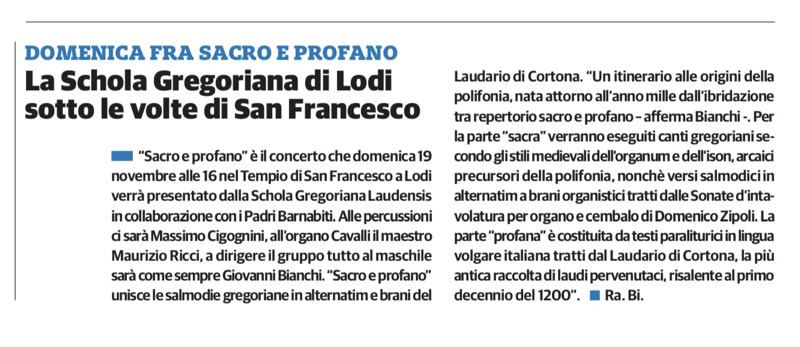 DOMENICA FRA SACRO E PROFANO
La Schola Gregoriana di Lodi
sotto le volte di San Francesco
"Sacro e profano" è il concerto che domenica 19
novembre alle 16 nel Tempio di San Francesco a Lodi
verrà presentato dalla Schola Gregoriana Laudensis
in collaborazione con i Padri Barnabiti. Alle percussioni
ci sarà Massimo Cigognini, all'organo Cavalli il maestro
Maurizio Ricci, a dirigere il gruppo tutto al maschile
sarà come sempre Giovanni Bianchi. "Sacro e profano"
unisce le salmodie gregoriane in alternatim e brani del
Laudario di Cortona. "Un itinerario alle origini della
polifonia, nata attorno all'anno mille dall'ibridazione
tra repertorio sacro e profano – afferma Bianchi -. Per
la parte "sacra" verranno eseguiti canti gregoriani se-
condo gli stili medievali dell'organum e dell'ison, arcaici
precursori della polifonia, nonchè versi salmodici in
alternatim a brani organistici tratti dalle Sonate d'inta-
volatura per organo e cembalo di Domenico Zipoli. La
parte "profana" è costituita da testi paraliturici in lingua
volgare italiana tratti dal Laudario di Cortona, la più
antica raccolta di laudi pervenutaci, risalente al primo
decennio del 1200". Ra. Bi.